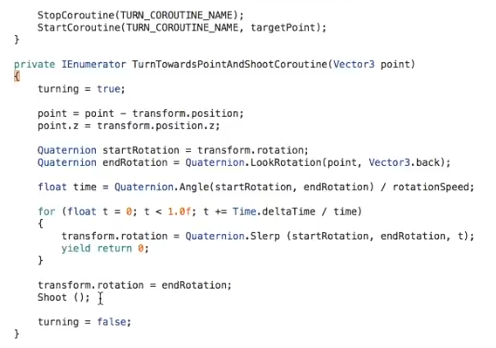 StopCoroutine(TURN_COROUTINE_NAME);
StartCoroutine(TURN_COROUTINE_NAME, targetPoint);
}
private IEnumerator TurnTowardsPointAndShootCoroutine(Vector3 point)
{
turning = true;
point = point - transform.position;
point.z = transform.position.z;
Quaternion startRotation = transform.rotation;
Quaternion endRotation = Quaternion.LookRotation(point, Vector3.back);
float time = Quaternion.Angle(startRotation, endRotation) / rotationSpeed;
for (float t = 0; t < 1.0f; t += Time.deltaTime / time)
{
transform.rotation = Quaternion.Slerp (startRotation, endRotation, t);
yield return 0;
}
transform.rotation = endRotation;
Shoot ();
turning = false;
}